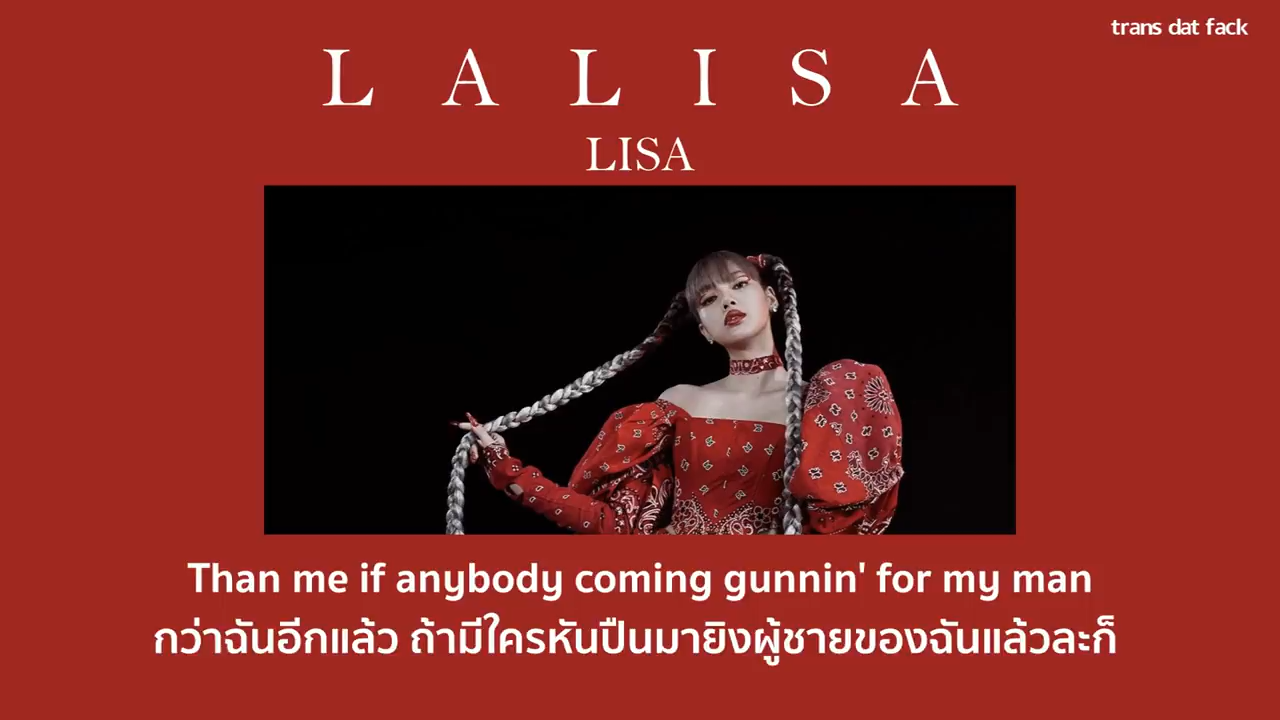 trans dat fack
L A L I S A
LISA
Than me if anybody coming gunnin' for my man
กว่าฉันอีกแล้ว ถ้ามีใครหันปืนมายิงผู้ชายของฉันแล้วละก็